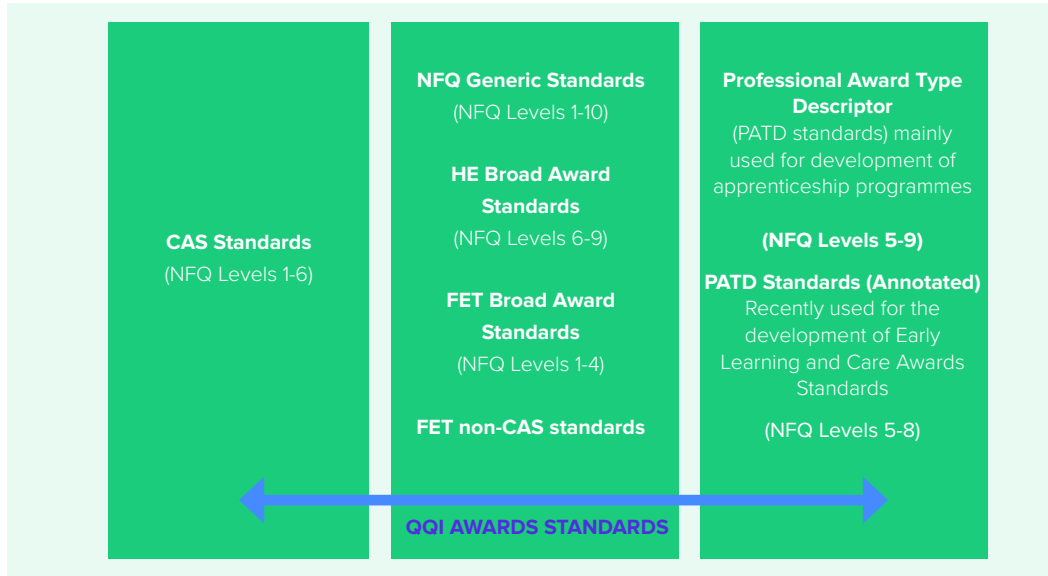 CAS Standards
(NFQ Levels 1-6)
NFQ Generic Standards
(NFQ Levels 1-10)
HE Broad Award
Standards
(NFQ Levels 6-9)
FET Broad Award
Standards
(NFQ Levels 1-4)
FET non-CAS standards
Professional Award Type
Descriptor
(PATD standards) mainly
used for development of
apprenticeship programmes
(NFQ Levels 5-9)
PATD Standards (Annotated)
Recently used for the
development of Early
Learning and Care Awards
Standards
(NFQ Levels 5-8)
QQI AWARDS STANDARDS